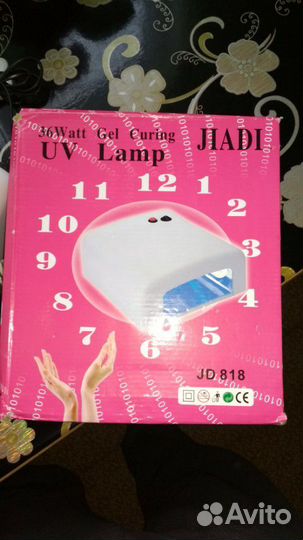 36Watt Gel Curing
UV Lamp
JIADI
11 12 1
10 2
9 3
8 4
7 6 5
JD 818
CE
Avito